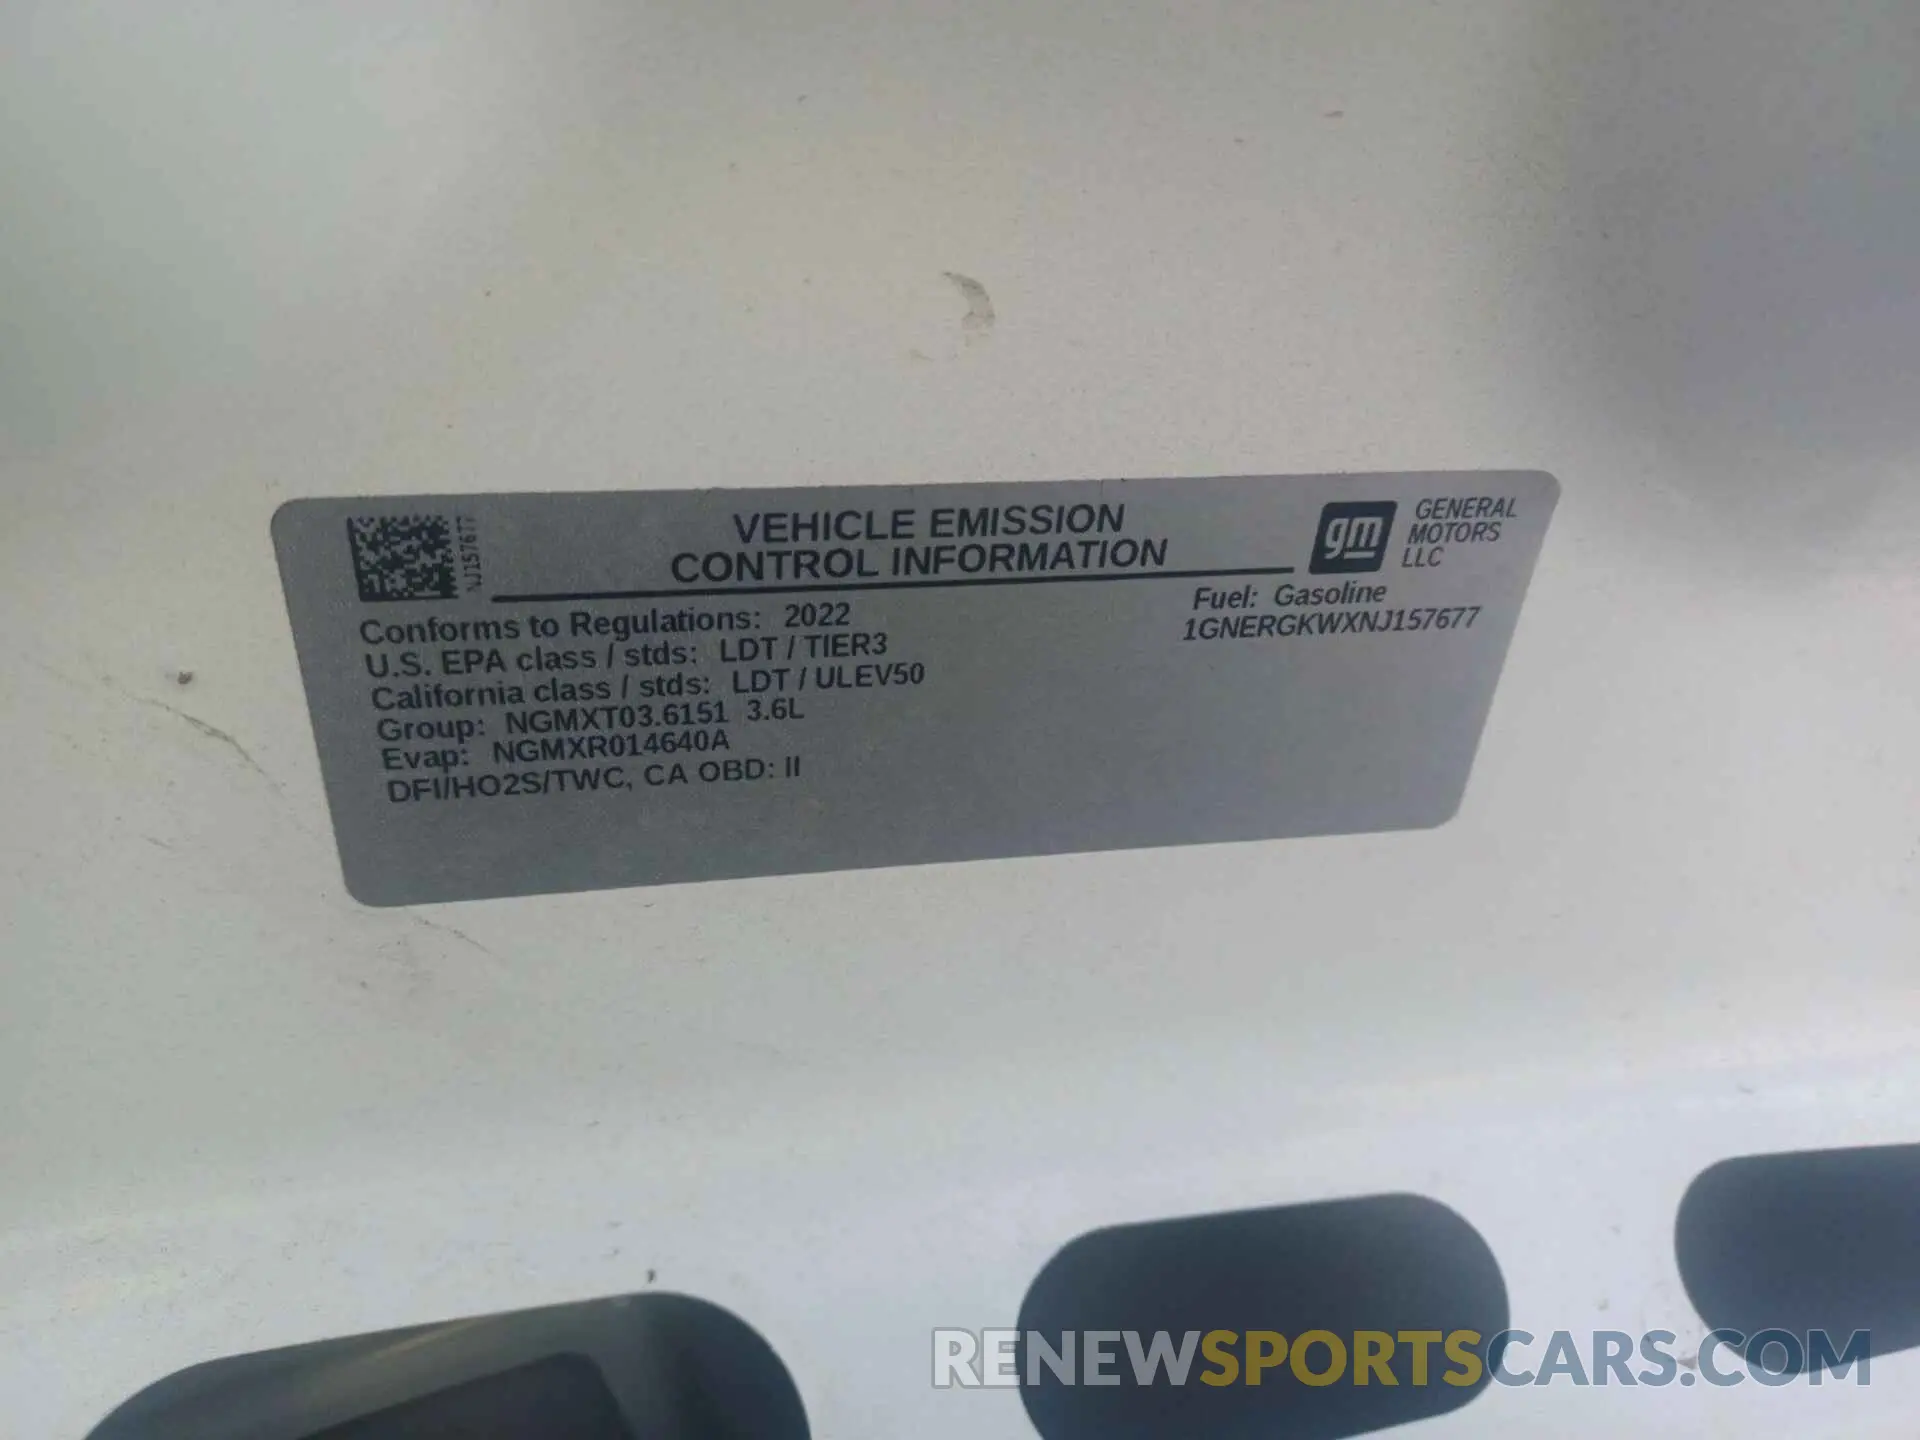 NJ157677
VEHICLE EMISSION
CONTROL INFORMATION
gm
GENERAL
MOTORS
LLC
Conforms to Regulations: 2022
U.S. EPA class / stds: LDT / TIER3
California class / stds: LDT / ULEV50
Group: NGMXT03.6151 3.6L
Evap: NGMXR014640A
DFI/HO2S/TWC, CA OBD: II
Fuel: Gasoline
1GNERGKWXNJ157677
RENEWSPORTSCARS.COM